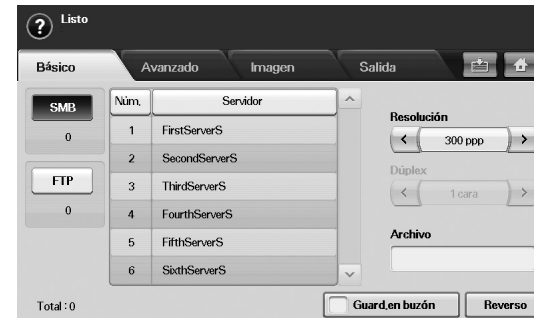 ? Listo
Básico Avanzado Imagen Salida
SMB
0
FTP
0
Núm. Servidor
1 FirstServerS
2 SecondServerS
3 ThirdServerS
4 FourthServerS
5 FifthServerS
6 SixthServerS
Resolución
< 300 ppp >
Dúplex
< 1 cara >
Archivo
Total : 0
Guard.en buzón Reverso